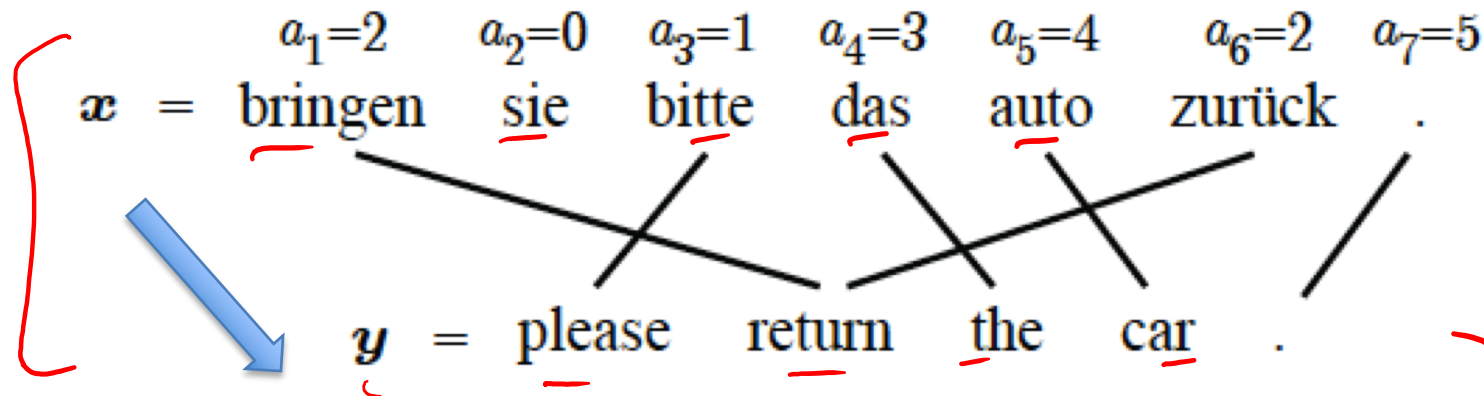 a₁=2 a₂=0 a₃=1 a₄=3 a₅=4 a₆=2 a₇=5
x = bringen sie bitte das auto zurück .
y = please return the car .